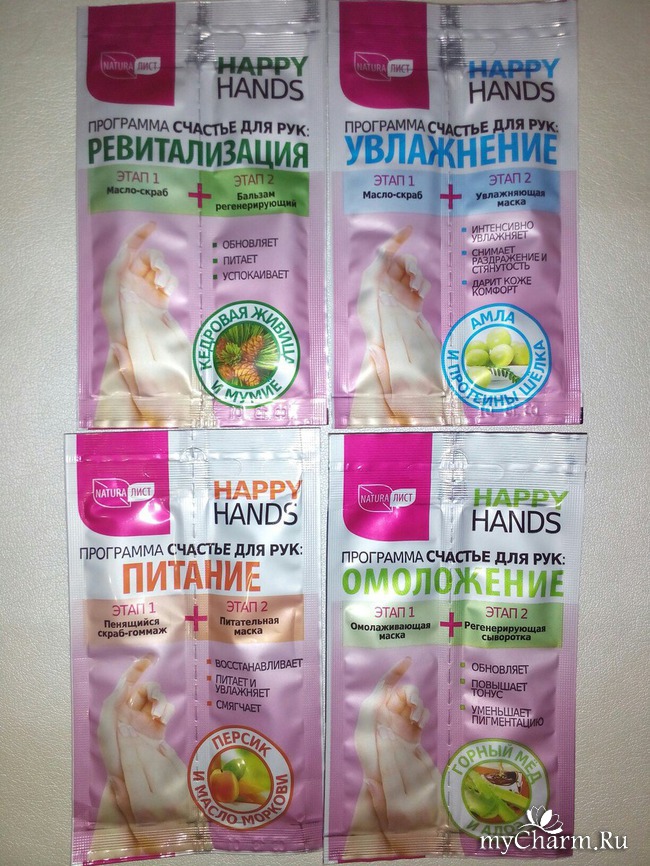 NATURA ЛИСТ
HAPPY
HANDS
ПРОГРАММА СЧАСТЬЕ ДЛЯ РУК:
РЕВИТАЛИЗАЦИЯ
ЭТАП 1
Масло-скраб
+
ЭТАП 2
Бальзам
регенерирующий
ОБНОВЛЯЕТ
ПИТАЕТ
УСПОКАИВАЕТ
КЕДРОВАЯ ЖИВИЦА
И МУМИЕ
NATURA ЛИСТ
HAPPY
HANDS
ПРОГРАММА СЧАСТЬЕ ДЛЯ РУК:
УВЛАЖНЕНИЕ
ЭТАП 1
Масло-скраб
+
ЭТАП 2
Увлажняющая
маска
ИНТЕНСИВНО
УВЛАЖНЯЕТ
СНИМАЕТ
РАЗДРАЖЕНИЕ И
СТЯНУТОСТЬ
ДАРИТ КОЖЕ
КОМФОРТ
АМЛА
И ПРОТЕИНЫ ШЕЛКА
NATURA ЛИСТ
HAPPY
HANDS
ПРОГРАММА СЧАСТЬЕ ДЛЯ РУК:
ПИТАНИЕ
ЭТАП 1
Пенящийся
скраб-гоммаж
+
ЭТАП 2
Питательная
маска
ВОССТАНАВЛИВАЕТ
ПИТАЕТ И
УВЛАЖНЯЕТ
СМЯГЧАЕТ
ПЕРСИК
И МАСЛО МОРКОВИ
NATURA ЛИСТ
HAPPY
HANDS
ПРОГРАММА СЧАСТЬЕ ДЛЯ РУК:
ОМОЛОЖЕНИЕ
ЭТАП 1
Омолаживающая
маска
+
ЭТАП 2
Регенерирующая
сыворотка
ОБНОВЛЯЕТ
ПОВЫШАЕТ
ТОНУС
УМЕНЬШАЕТ
ПИГМЕНТАЦИЮ
ГОРНЫЙ МЁД
И АЛОЭ
myCharm.Ru